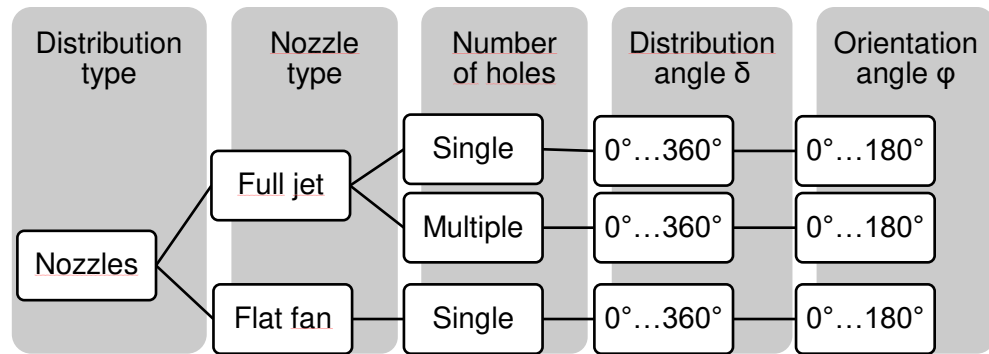 Distribution
type
Nozzle
type
Number
of holes
Distribution
angle δ
Orientation
angle φ
Single
0°…360°
0°…180°
Full jet
Multiple
0°…360°
0°…180°
Nozzles
Flat fan
Single
0°…360°
0°…180°